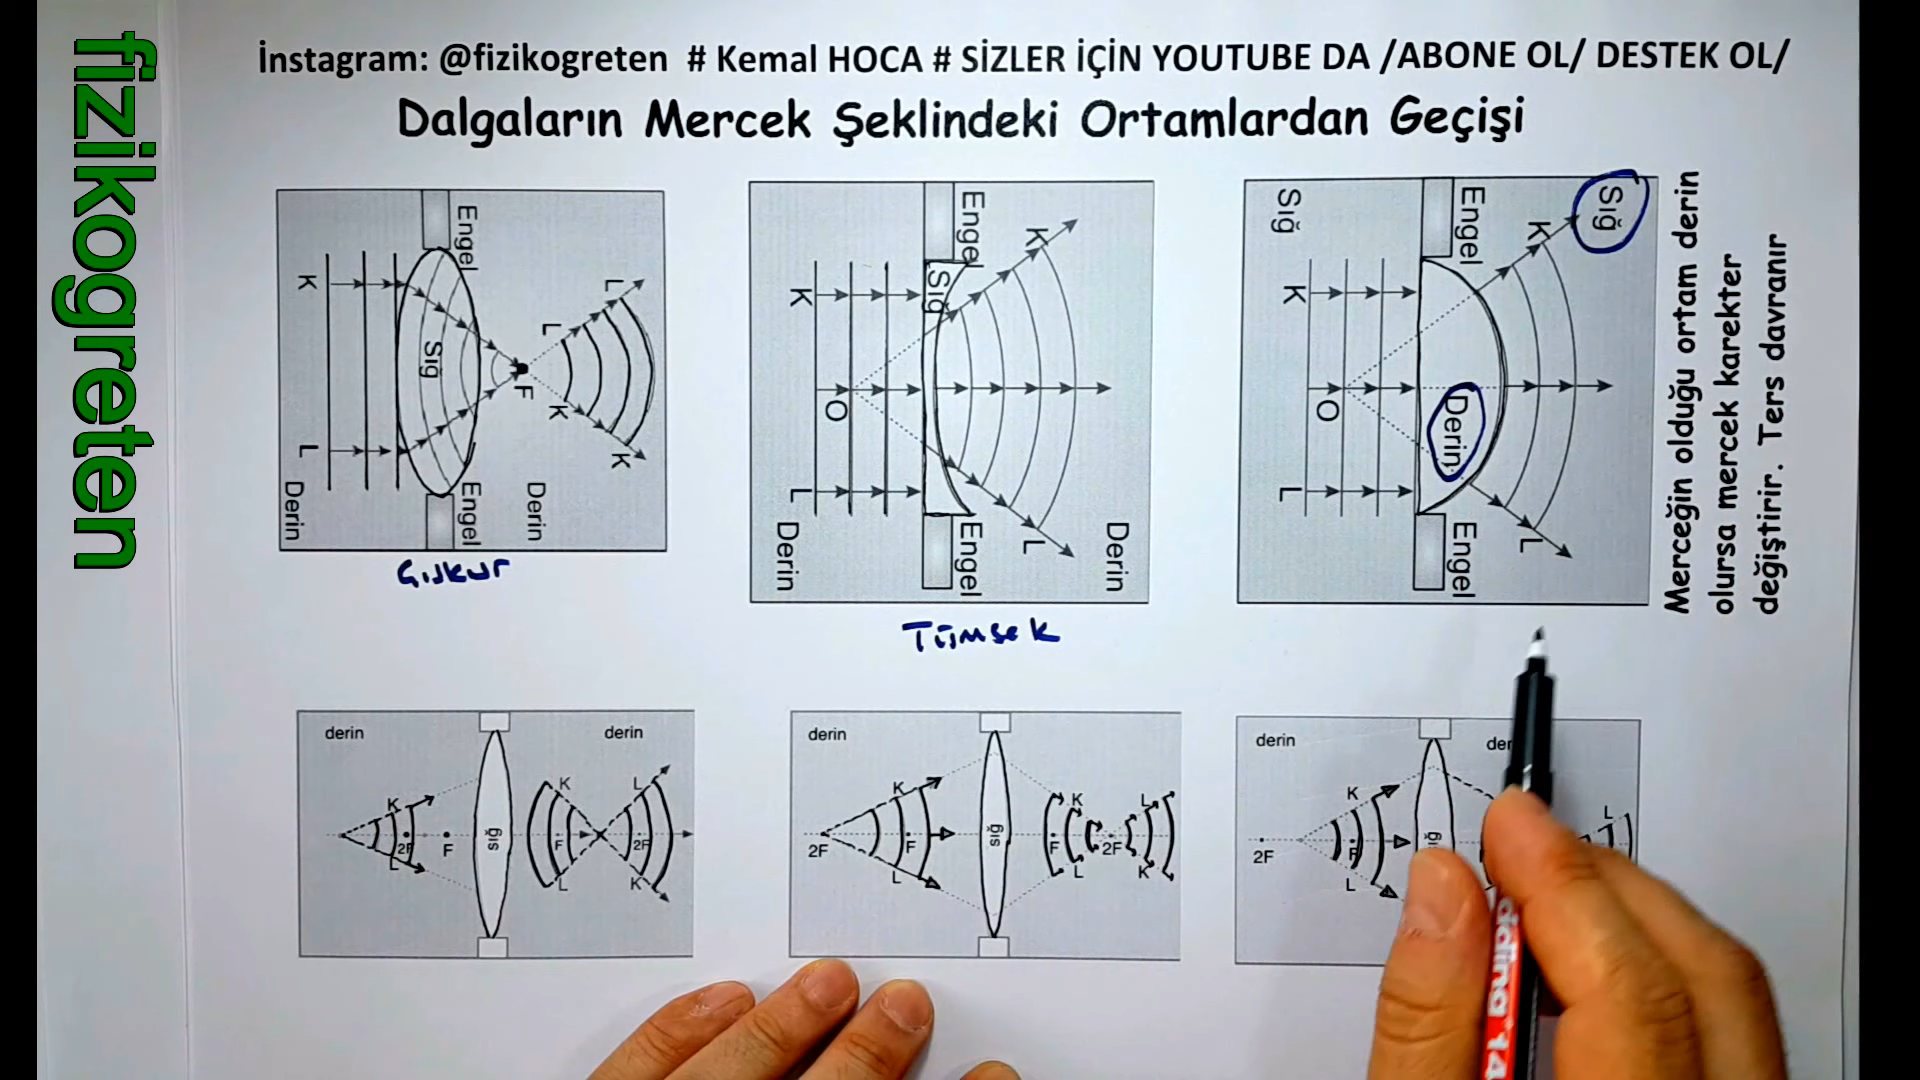 fizikogreten
İnstagram: @fizikogreten # Kemal HOCA # SİZLER İÇİN YOUTUBE DA /ABONE OL/ DESTEK OL/
Dalgaların Mercek Şeklindeki Ortamlardan Geçişi
Engel
K
L
Sığ
F
L
K
L
K
L
Engel
Derin
Derin
Engel
K
K
Sığ
O
L
L
Derin
Engel
Derin
Sığ
Engel
K
Sığ
K
O
Derin
L
L
Engel
Merceğin olduğu ortam derin
olursa mercek karekter
değiştirir. Ters davranır
Gukur
Tümsek
derin
derin
K
K
L
2F
F
sığ
F
2F
L
L
K
derin
K
K
L
2F
F
sığ
F
2F
L
L
K
derin
K
L
2F
F
L